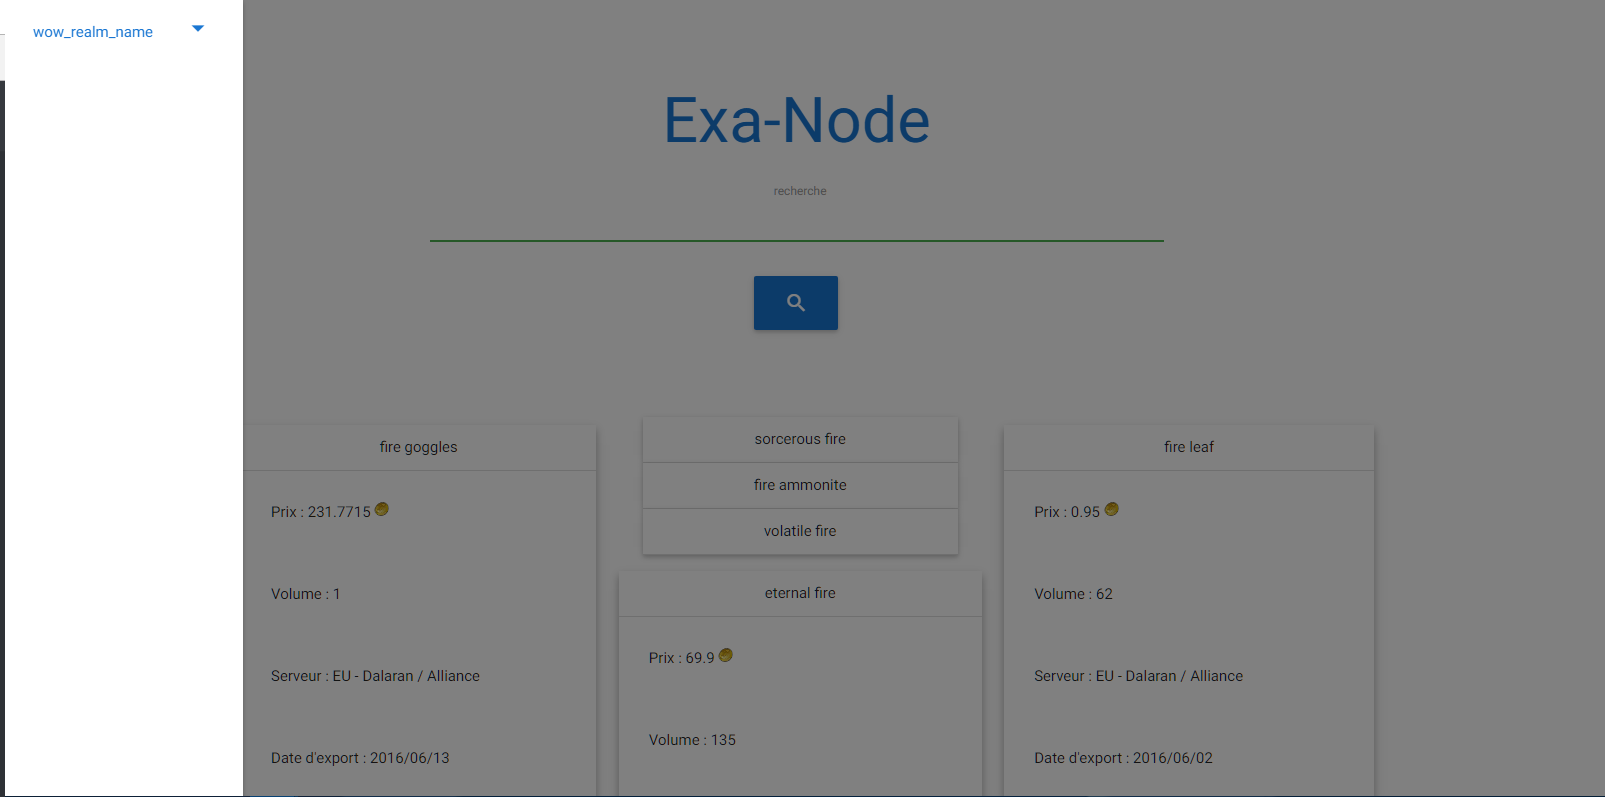 wow_realm_name
Exa-Node
recherche
fire goggles
Prix : 231.7715
Volume : 1
Serveur : EU - Dalaran / Alliance
Date d'export : 2016/06/13
sorcerous fire
fire ammonite
volatile fire
eternal fire
Prix : 69.9
Volume : 135
fire leaf
Prix : 0.95
Volume : 62
Serveur : EU - Dalaran / Alliance
Date d'export : 2016/06/02